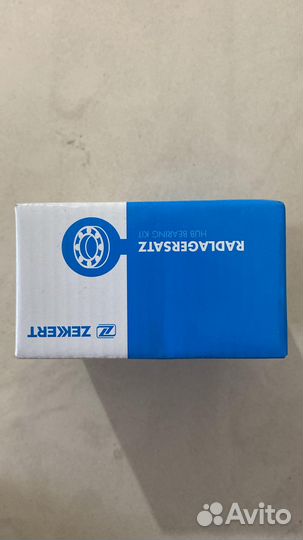 ZEKKERT
RADLAGERSATZ
HUB BEARING KIT
Avito